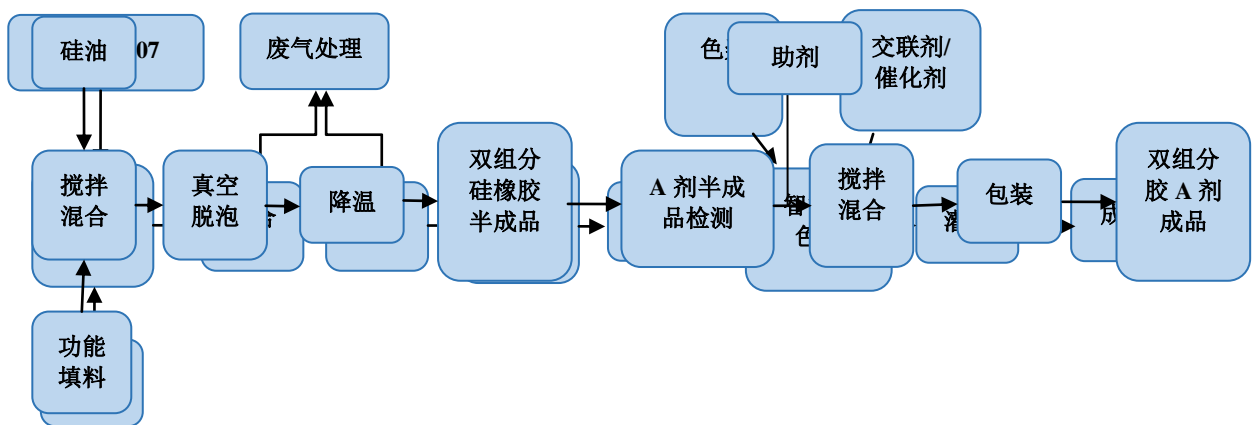 硅油
07
废气处理
色
助剂
交联剂/
催化剂
搅拌
混合
真空
脱泡
合
降温
双组分
硅橡胶
半成品
A 剂半成
品检测
色
搅拌
混合
包装
成
双组分
胶 A 剂
成品
功能
填料